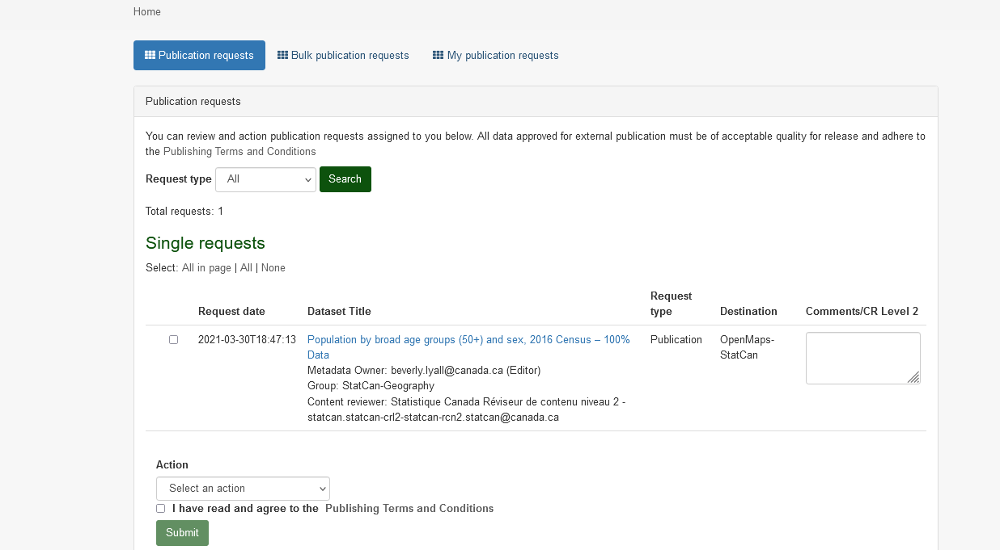 Home
Publication requests
Bulk publication requests
My publication requests
Publication requests
You can review and action publication requests assigned to you below. All data approved for external publication must be of acceptable quality for release and adhere to
the Publishing Terms and Conditions
Request type All Search
Total requests: 1
Single requests
Select: All in page | All | None
Request date Dataset Title Request type Destination Comments/CR Level 2
2021-03-30T18:47:13 Population by broad age groups (50+) and sex, 2016 Census – 100% Publication OpenMaps-
Data StatCan
Metadata Owner: beverly.lyall@canada.ca (Editor)
Group: StatCan-Geography
Content reviewer: Statistique Canada Réviseur de contenu niveau 2 -
statcan.statcan-crl2-statcan-rcn2.statcan@canada.ca
Action
Select an action
I have read and agree to the Publishing Terms and Conditions
Submit